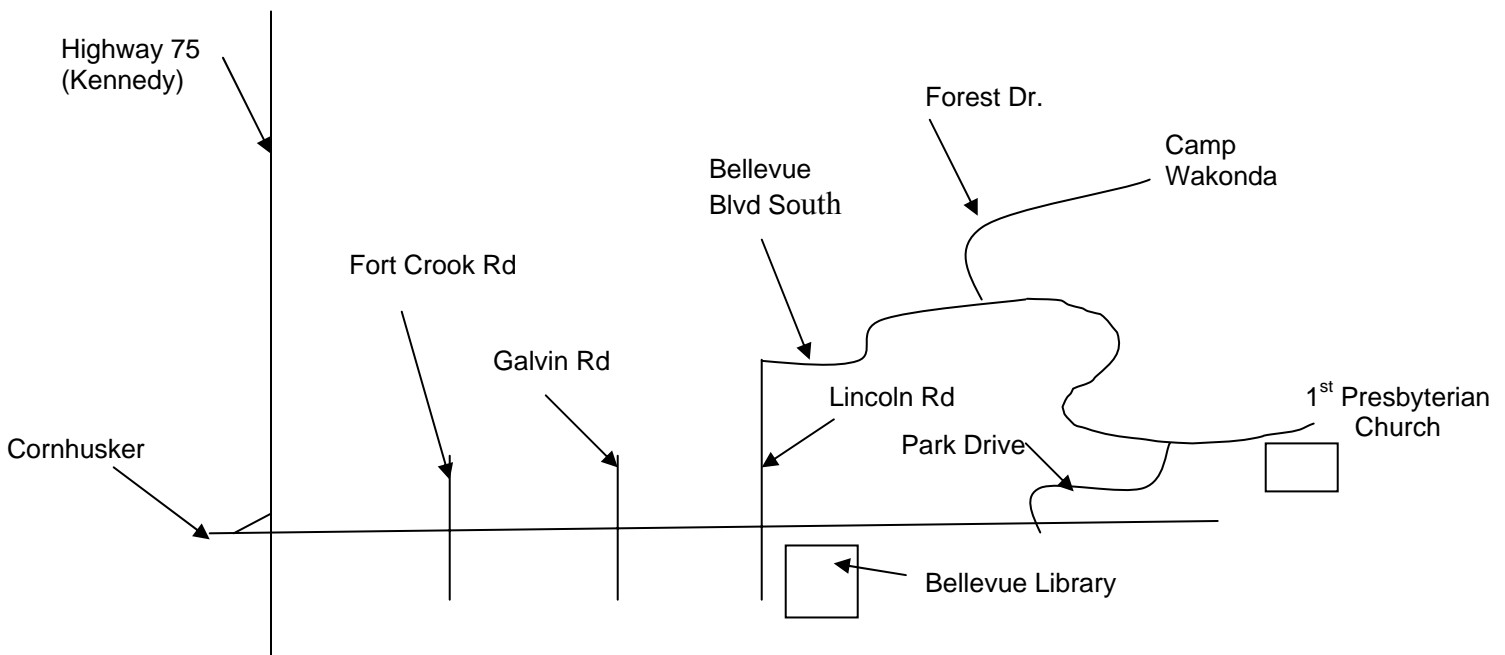 Highway 75
(Kennedy)
Forest Dr.
Camp
Wakonda
Bellevue
Blvd South
Fort Crook Rd
Galvin Rd
Lincoln Rd
1st Presbyterian
Church
Park Drive
Cornhusker
Bellevue Library